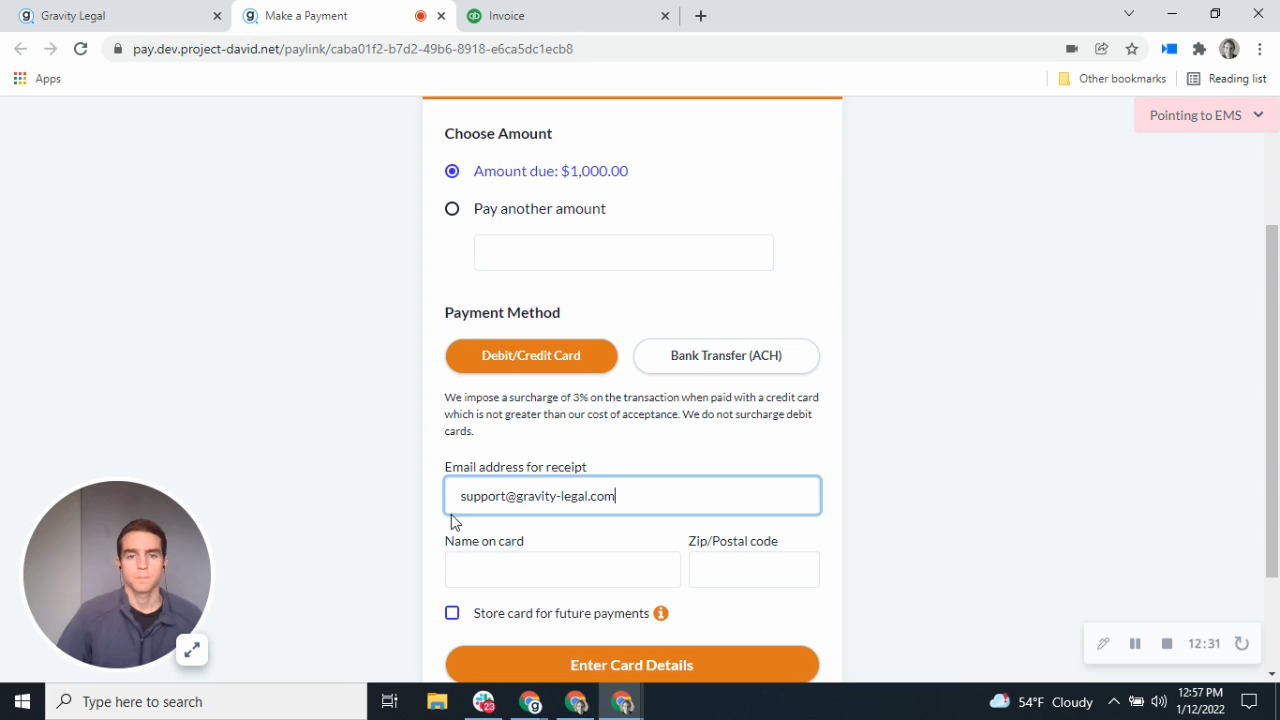 Gravity Legal
Make a Payment
Invoice
pay.dev.project-david.net/paylink/caba01f2-b7d2-49b6-8918-e6ca5dc1ecb8
Apps
Other bookmarks
Reading list
Pointing to EMS
Choose Amount
Amount due: $1,000.00
Pay another amount
Payment Method
Debit/Credit Card
Bank Transfer (ACH)
We impose a surcharge of 3% on the transaction when paid with a credit card
which is not greater than our cost of acceptance. We do not surcharge debit
cards.
Email address for receipt
support@gravity-legal.com
Name on card
Zip/Postal code
Store card for future payments
Enter Card Details
12:31
Type here to search
23
54°F Cloudy
12:57 PM
1/12/2022